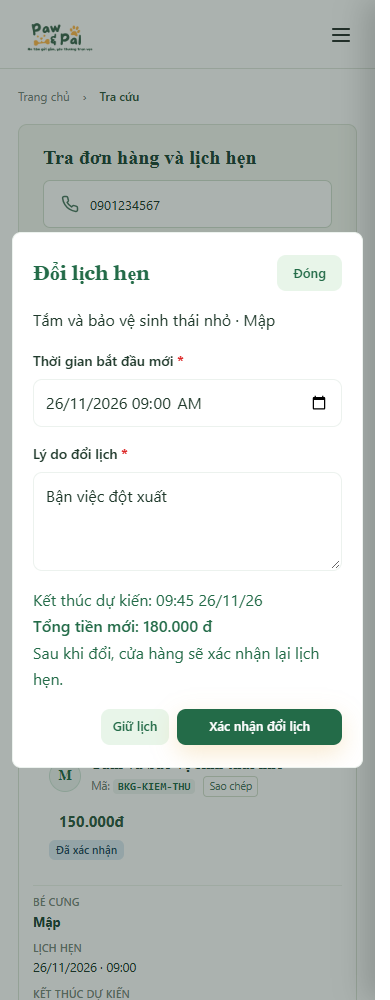 Paw
Pal
Trang chủ › Tra cứu
Tra đơn hàng và lịch hẹn
0901234567
Đổi lịch hẹn
Đóng
Tắm và bảo vệ sinh thái nhỏ · Mập
Thời gian bắt đầu mới *
26/11/2026 09:00 AM
Lý do đổi lịch *
Bận việc đột xuất
Kết thúc dự kiến: 09:45 26/11/26
Tổng tiền mới: 180.000 đ
Sau khi đổi, cửa hàng sẽ xác nhận lại lịch
hẹn.
Giữ lịch
Xác nhận đổi lịch
M
Mã: BKG-KIEM-THU
Sao chép
150.000đ
Đã xác nhận
BÉ CƯNG
Mập
LỊCH HẸN
26/11/2026 · 09:00
KẾT THÚC DỰ KIẾN